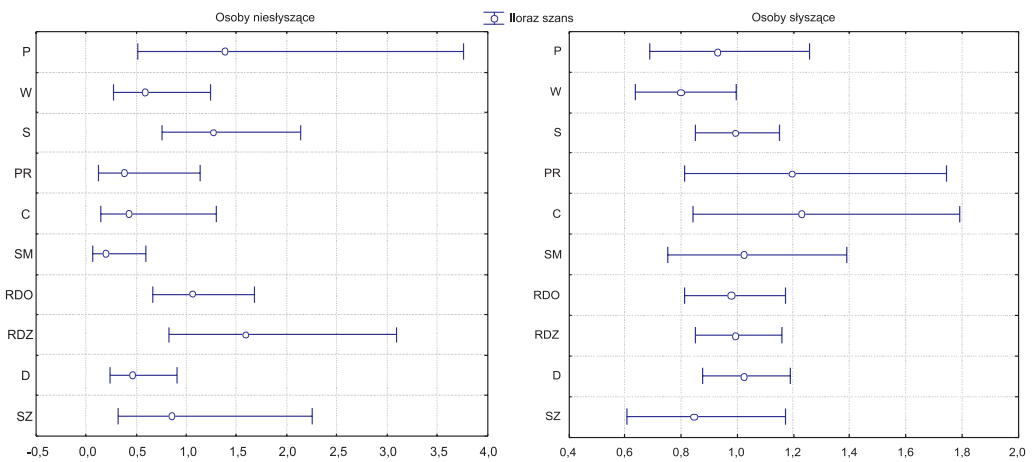 Osoby niesłyszące
Iloraz szans
Osoby słyszące
P
W
S
PR
C
SM
RDO
RDZ
D
SZ
-0,5 0,0 0,5 1,0 1,5 2,0 2,5 3,0 3,5 4,0
P
W
S
PR
C
SM
RDO
RDZ
D
SZ
0,4 0,6 0,8 1,0 1,2 1,4 1,6 1,8 2,0